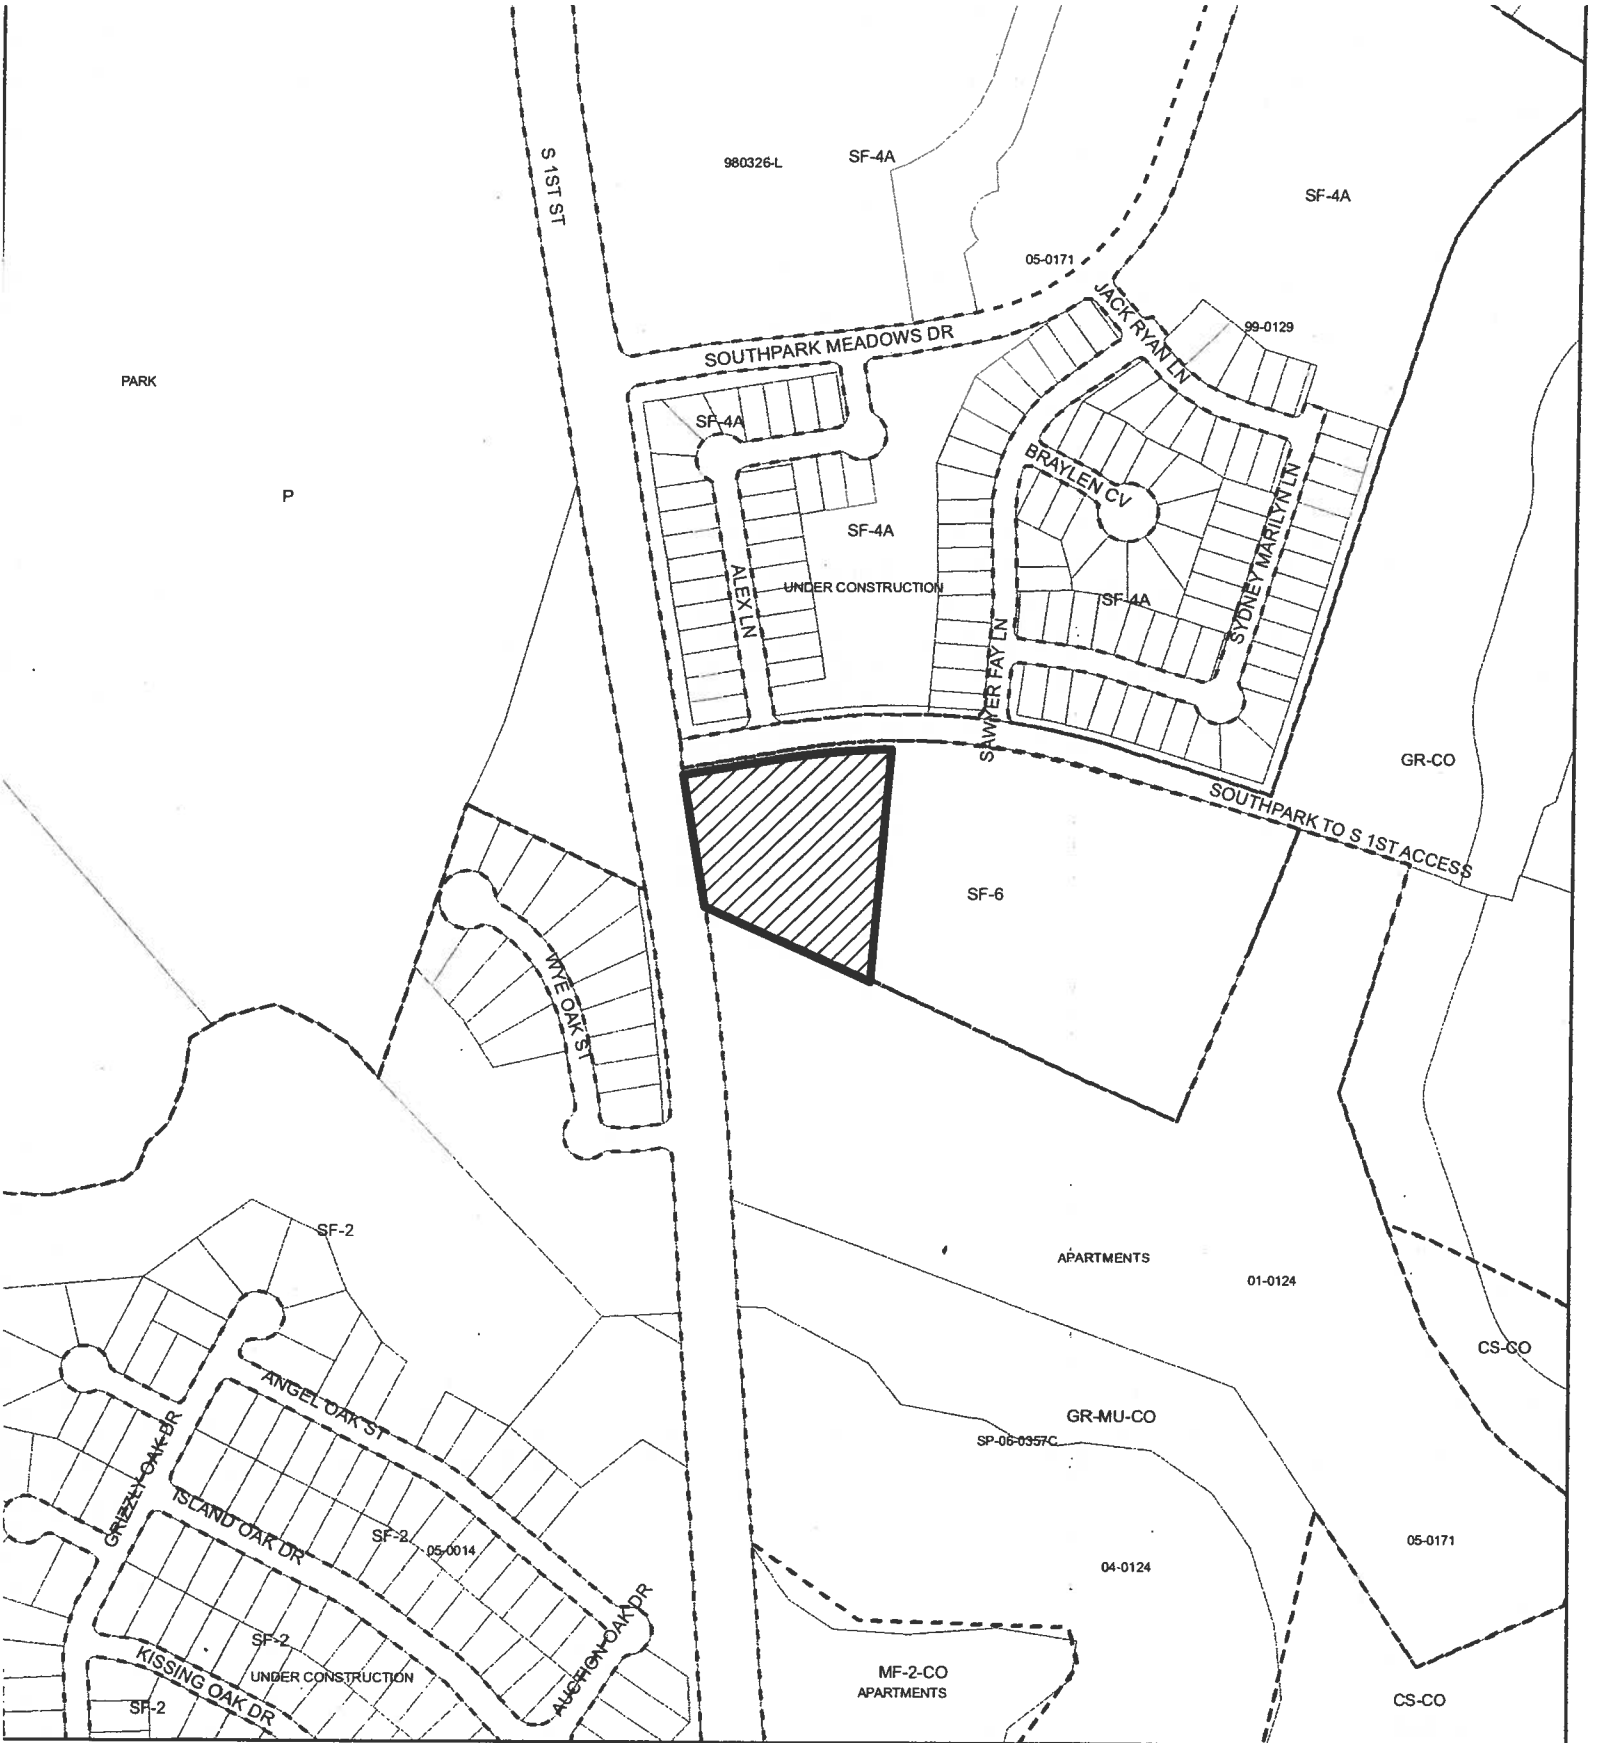 S 1ST ST
980326-L
SF-4A
SF-4A
05-0171
JACK RYAN LN
99-0129
SOUTHPARK MEADOWS DR
PARK
SF-4A
BRAYLEN CV
P
SF-4A
SYDNEY MARILYN LN
ALEX LN
UNDER CONSTRUCTION
SF-4A
SAWYER FAY LN
GR-CO
SOUTHPARK TO S 1ST ACCESS
SF-6
WYE OAK ST
SF-2
APARTMENTS
01-0124
CS-CO
ANGEL OAK ST
GR-MU-CO
SP-06-0357C
GRIZZLY OAK DR
ISLAND OAK DR
SF-2
05-0014
05-0171
04-0124
AUCTION OAK DR
SF-2
KISSING OAK DR
UNDER CONSTRUCTION
MF-2-CO
APARTMENTS
SF-2
CS-CO